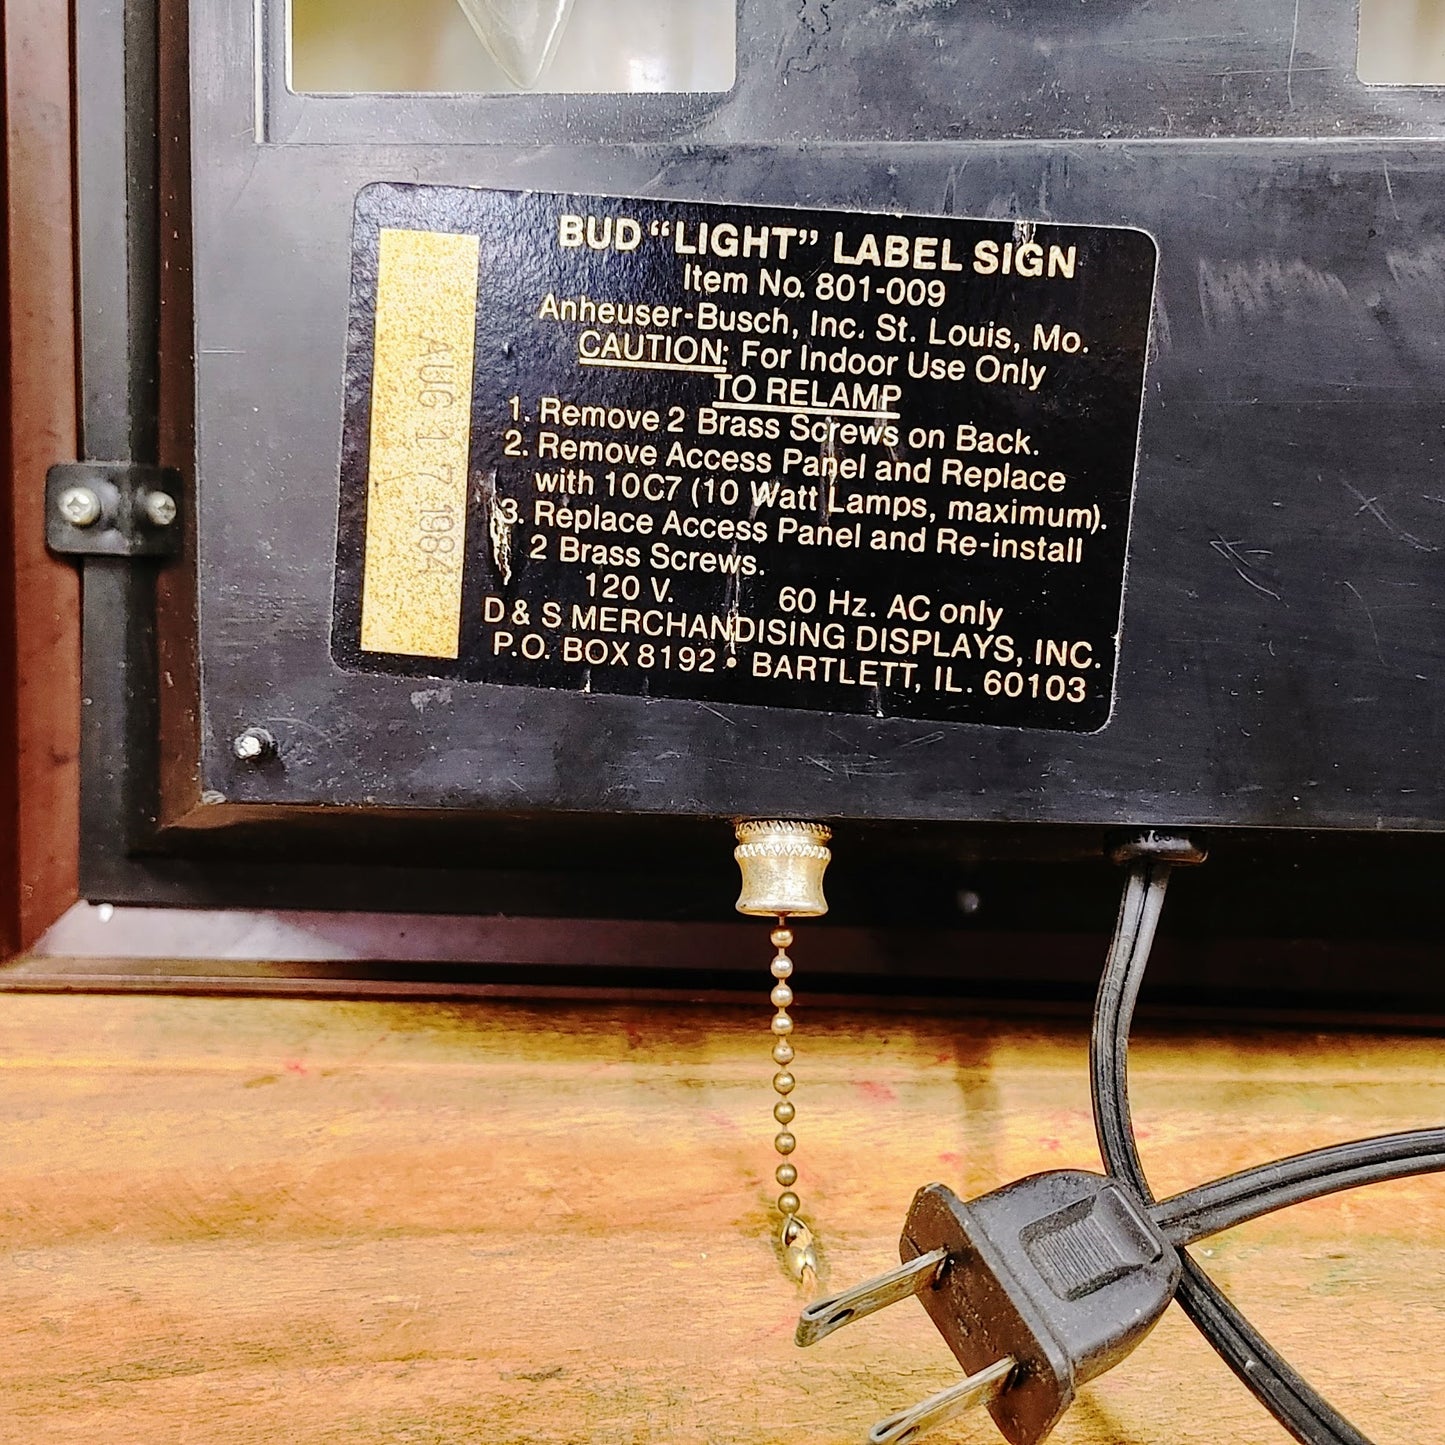 BUD “LIGHT” LABEL SIGN
Item No. 801-009
Anheuser-Busch, Inc. St. Louis, Mo.
CAUTION: For Indoor Use Only
TO RELAMP
1. Remove 2 Brass Screws on Back.
2. Remove Access Panel and Replace
with 10C7 (10 Watt Lamps, maximum).
3. Replace Access Panel and Re-install
2 Brass Screws.
120 V. 60 Hz. AC only
D & S MERCHANDISING DISPLAYS, INC.
P.O. BOX 8192 • BARTLETT, IL. 60103
AUG 17 1984